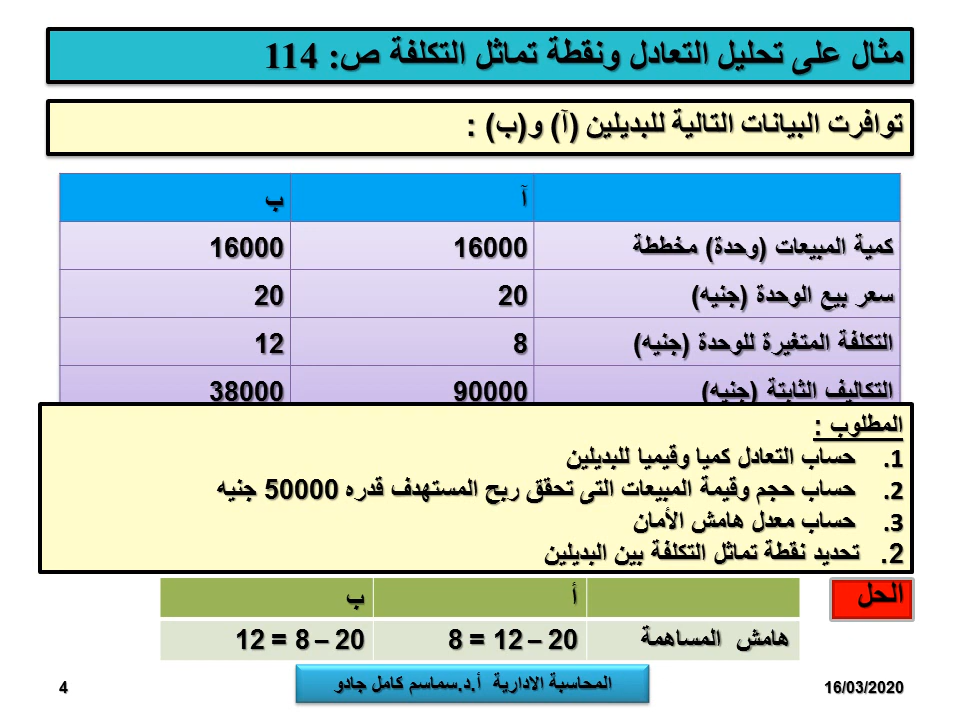 مثال على تحليل التعادل ونقطة تماثل التكلفة ص: 114
توافرت البيانات التالية للبديلين (آ) و(ب) :
آ ب
كمية المبيعات (وحدة) مخططة 16000 16000
سعر بيع الوحدة (جنيه) 20 20
التكلفة المتغيرة للوحدة (جنيه) 8 12
التكاليف الثابتة (جنيه) 90000 38000
المطلوب :
1. حساب التعادل كميا وقيميا للبديلين
2. حساب حجم وقيمة المبيعات التى تحقق ربح المستهدف قدره 50000 جنيه
3. حساب معدل هامش الأمان
2. تحديد نقطة تماثل التكلفة بين البديلين
الحل
أ ب
هامش المساهمة 20 – 12 = 8 20 – 8 = 12
16/03/2020 المحاسبة الادارية أ.د.سماسم كامل جادو 4